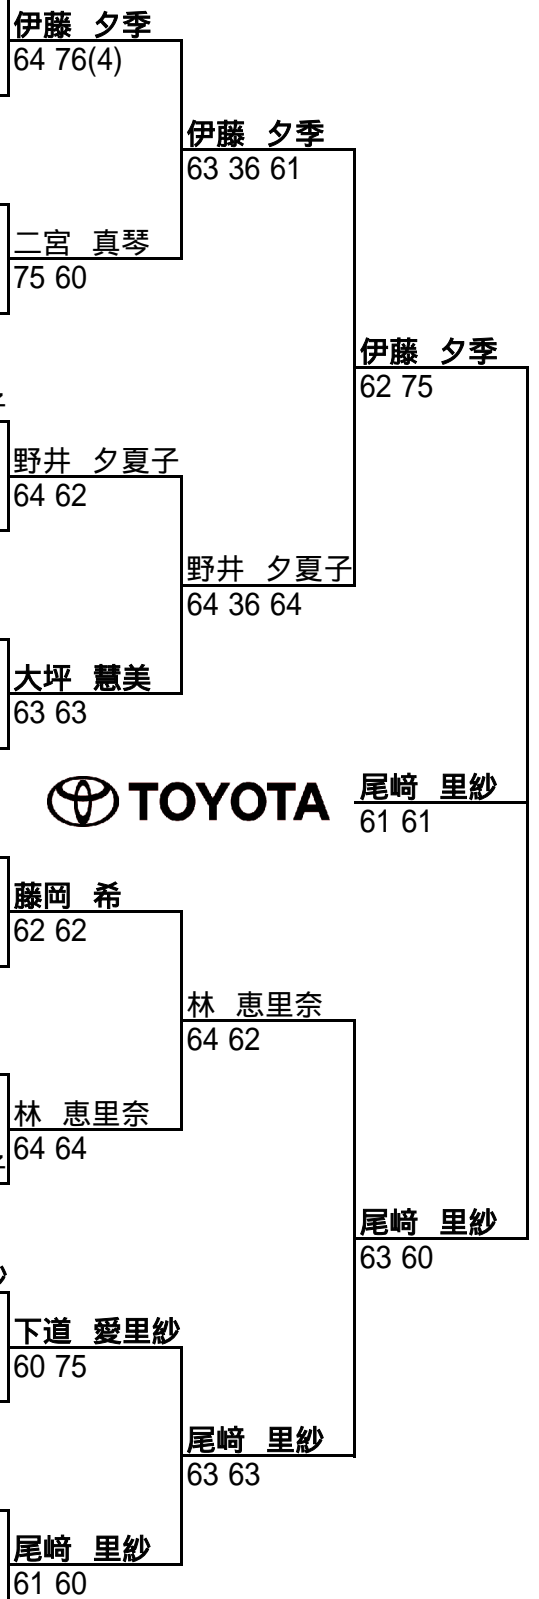 伊藤 夕季
64 76(4)
伊藤 夕季
63 36 61
二宮 真琴
75 60
伊藤 夕季
62 75
野井 夕夏子
64 62
野井 夕夏子
64 36 64
大坪 慧美
63 63
TOYOTA
尾﨑 里紗
61 61
藤岡 希
62 62
林 恵里奈
64 62
林 恵里奈
64 64
尾﨑 里紗
63 60
下道 愛里紗
60 75
尾﨑 里紗
63 63
尾﨑 里紗
61 60